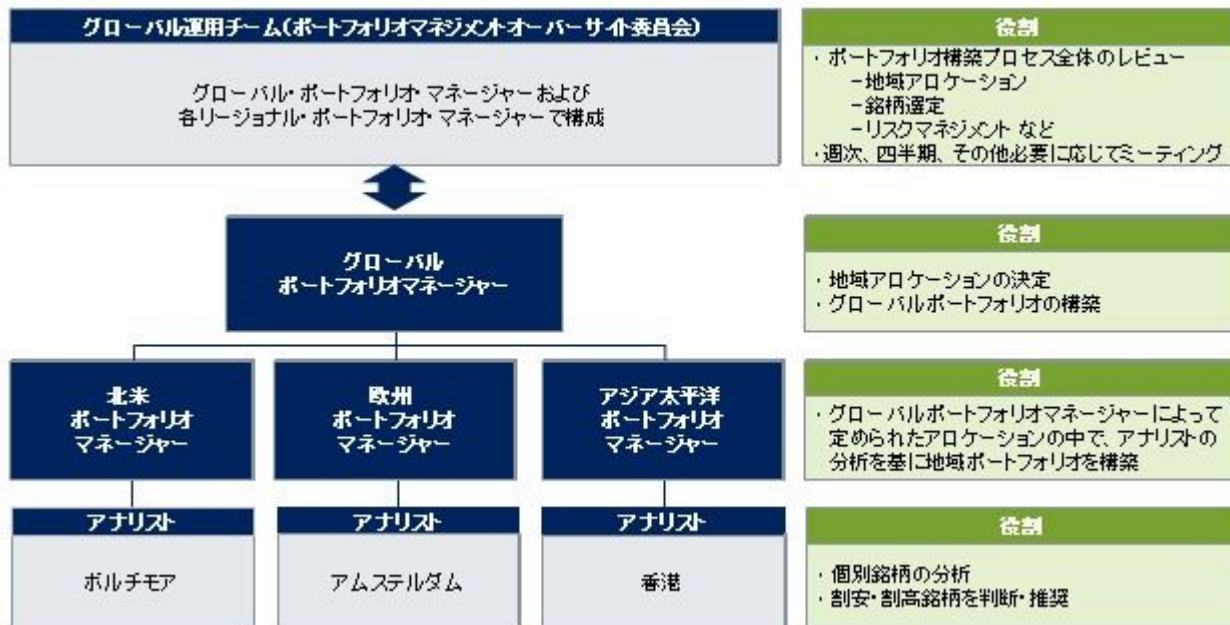 グローバル運用チーム(ポートフォリオマネジメントオーバーサイト委員会)
グローバル・ポートフォリオ・マネージャーおよび
各リージョナル・ポートフォリオ・マネージャーで構成
役割
・ポートフォリオ構築プロセス全体のレビュー
－地域アロケーション
－銘柄選定
－リスクマネジメント など
・週次、四半期、その他必要に応じてミーティング
グローバル
ポートフォリオマネージャー
役割
・地域アロケーションの決定
・グローバルポートフォリオの構築
北米
ポートフォリオ
マネージャー
欧州
ポートフォリオ
マネージャー
アジア太平洋
ポートフォリオ
マネージャー
役割
・グローバルポートフォリオマネージャーによって
定められたアロケーションの中で、アナリストの
分析を基に地域ポートフォリオを構築
アナリスト
ボルチモア
アナリスト
アムステルダム
アナリスト
香港
役割
・個別銘柄の分析
・割安・割高銘柄を判断・推奨